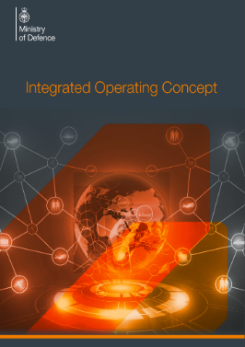 Ministry
of Defence
Integrated Operating Concept